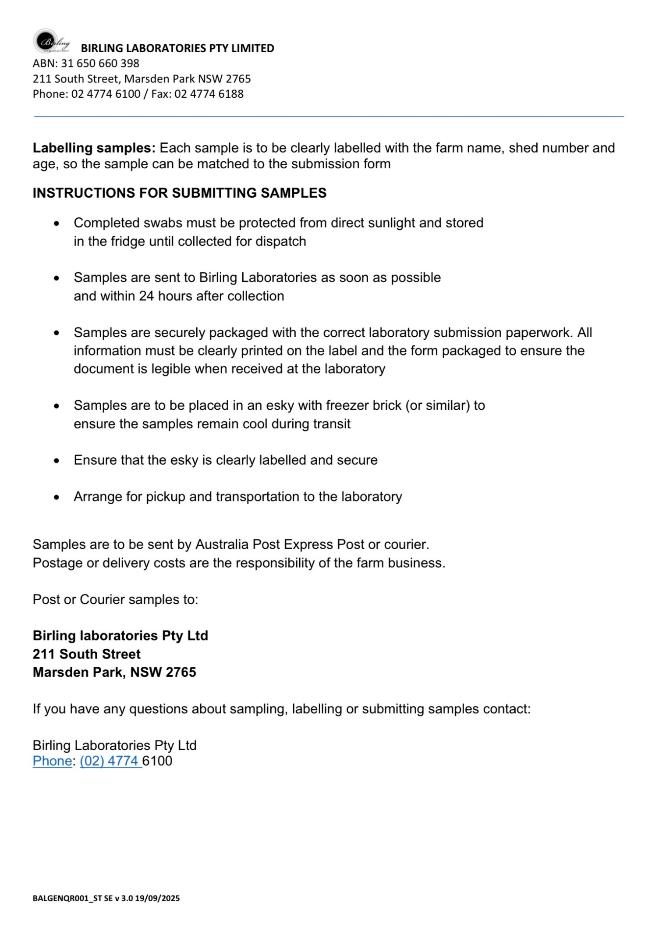 Birling
BIRLING LABORATORIES PTY LIMITED
ABN: 31 650 660 398
211 South Street, Marsden Park NSW 2765
Phone: 02 4774 6100 / Fax: 02 4774 6188
Labelling samples: Each sample is to be clearly labelled with the farm name, shed number and
age, so the sample can be matched to the submission form
INSTRUCTIONS FOR SUBMITTING SAMPLES
• Completed swabs must be protected from direct sunlight and stored
in the fridge until collected for dispatch
• Samples are sent to Birling Laboratories as soon as possible
and within 24 hours after collection
• Samples are securely packaged with the correct laboratory submission paperwork. All
information must be clearly printed on the label and the form packaged to ensure the
document is legible when received at the laboratory
• Samples are to be placed in an esky with freezer brick (or similar) to
ensure the samples remain cool during transit
• Ensure that the esky is clearly labelled and secure
• Arrange for pickup and transportation to the laboratory
Samples are to be sent by Australia Post Express Post or courier.
Postage or delivery costs are the responsibility of the farm business.
Post or Courier samples to:
Birling laboratories Pty Ltd
211 South Street
Marsden Park, NSW 2765
If you have any questions about sampling, labelling or submitting samples contact:
Birling Laboratories Pty Ltd
Phone: (02) 4774 6100
BALGENQR001_ST SE v 3.0 19/09/2025